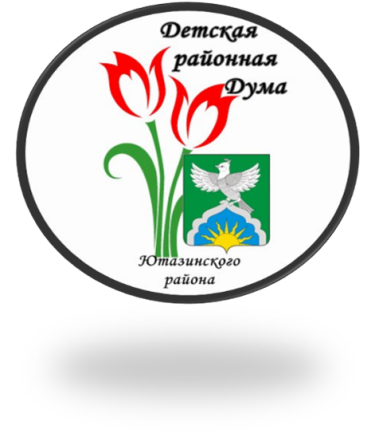 Детская
районная
Дума
Ютазинского
района